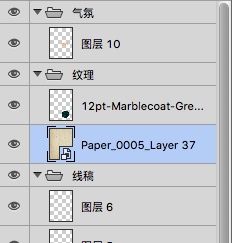 气氛
图层 10
纹理
12pt-Marblecoat-Gre...
Paper_0005_Layer 37
线稿
图层 6